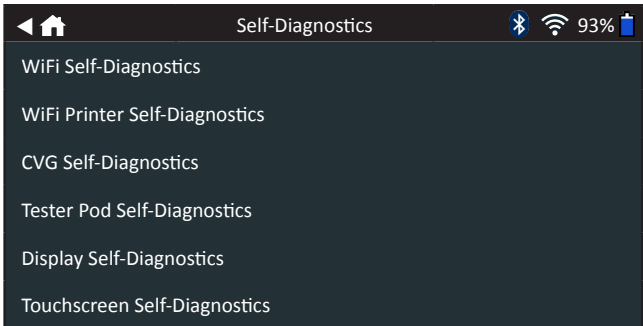 Self-Diagnostics 93%
WiFi Self-Diagnostics
WiFi Printer Self-Diagnostics
CVG Self-Diagnostics
Tester Pod Self-Diagnostics
Display Self-Diagnostics
Touchscreen Self-Diagnostics